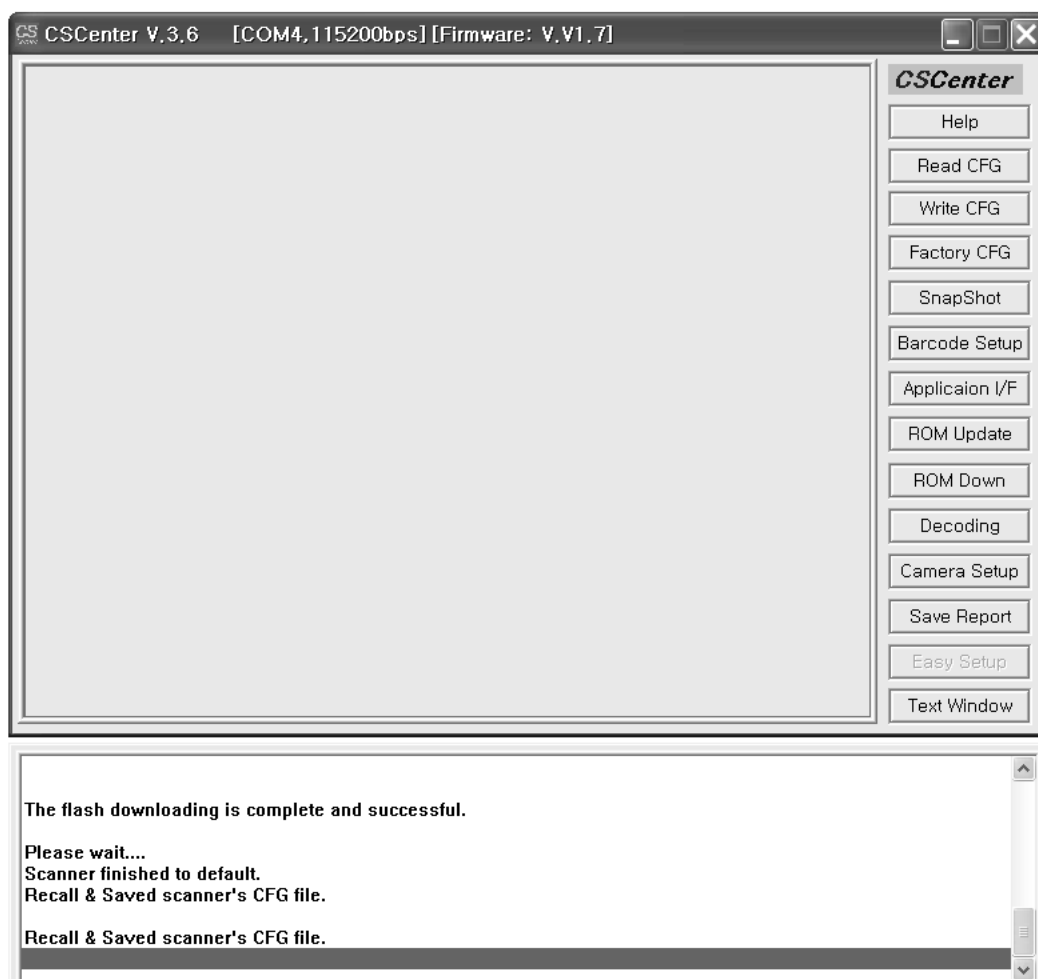 CS CSCenter V.3.6 [COM4,115200bps] [Firmware: V.V1.7]
CSCenter
Help
Read CFG
Write CFG
Factory CFG
SnapShot
Barcode Setup
Applicaion I/F
ROM Update
ROM Down
Decoding
Camera Setup
Save Report
Easy Setup
Text Window
The flash downloading is complete and successful.
Please wait....
Scanner finished to default.
Recall & Saved scanner's CFG file.
Recall & Saved scanner's CFG file.